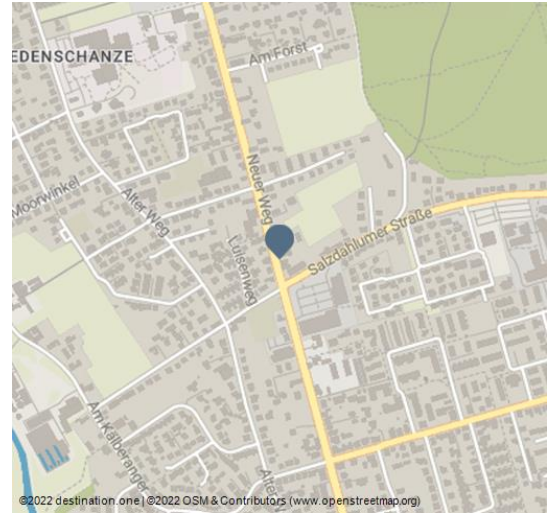 EDENSCHANZE
Am Forst
Neuer Weg
Moorwinkel
Alter Weg
Luisenweg
Salzdahlumer Straße
Am Kälberanger
Alter
©2022 destination.one | ©2022 OSM & Contributors (www.openstreetmap.org)